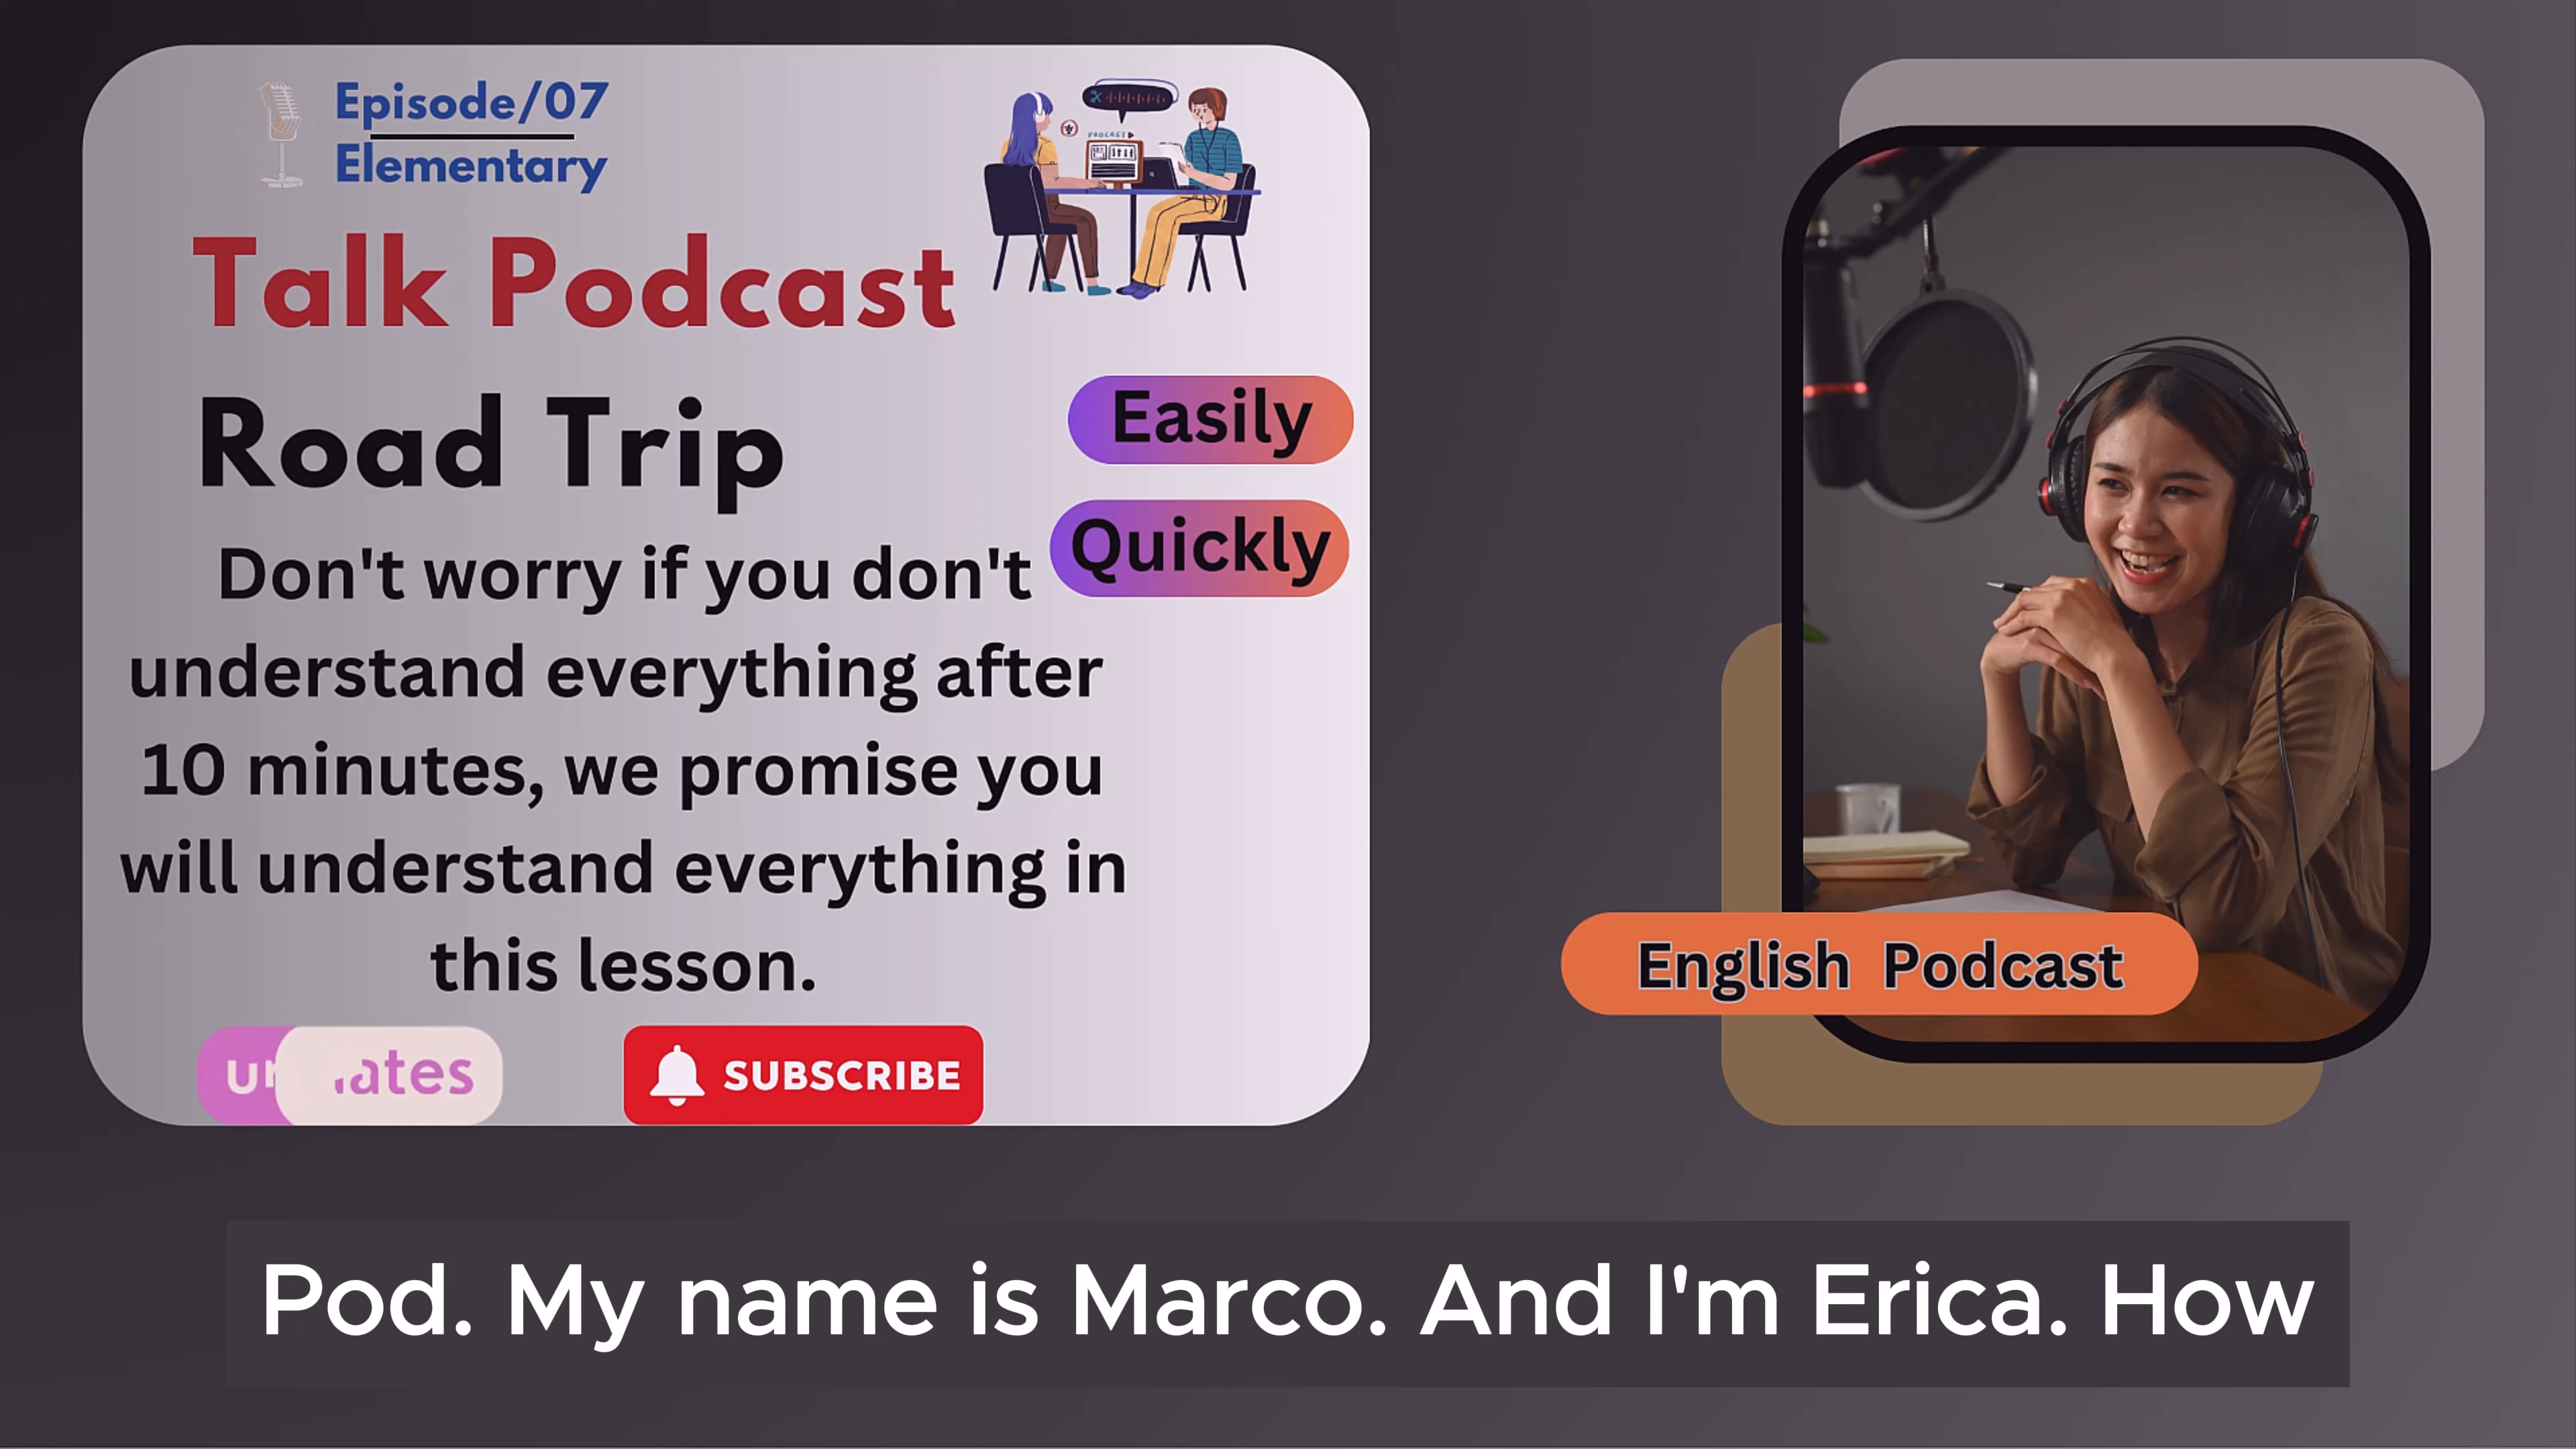 Episode/07
Elementary
PODCAST
Talk Podcast
Road Trip
Easily
Quickly
Don't worry if you don't
understand everything after
10 minutes, we promise you
will understand everything in
this lesson.
SUBSCRIBE
English Podcast
Pod. My name is Marco. And I'm Erica. How